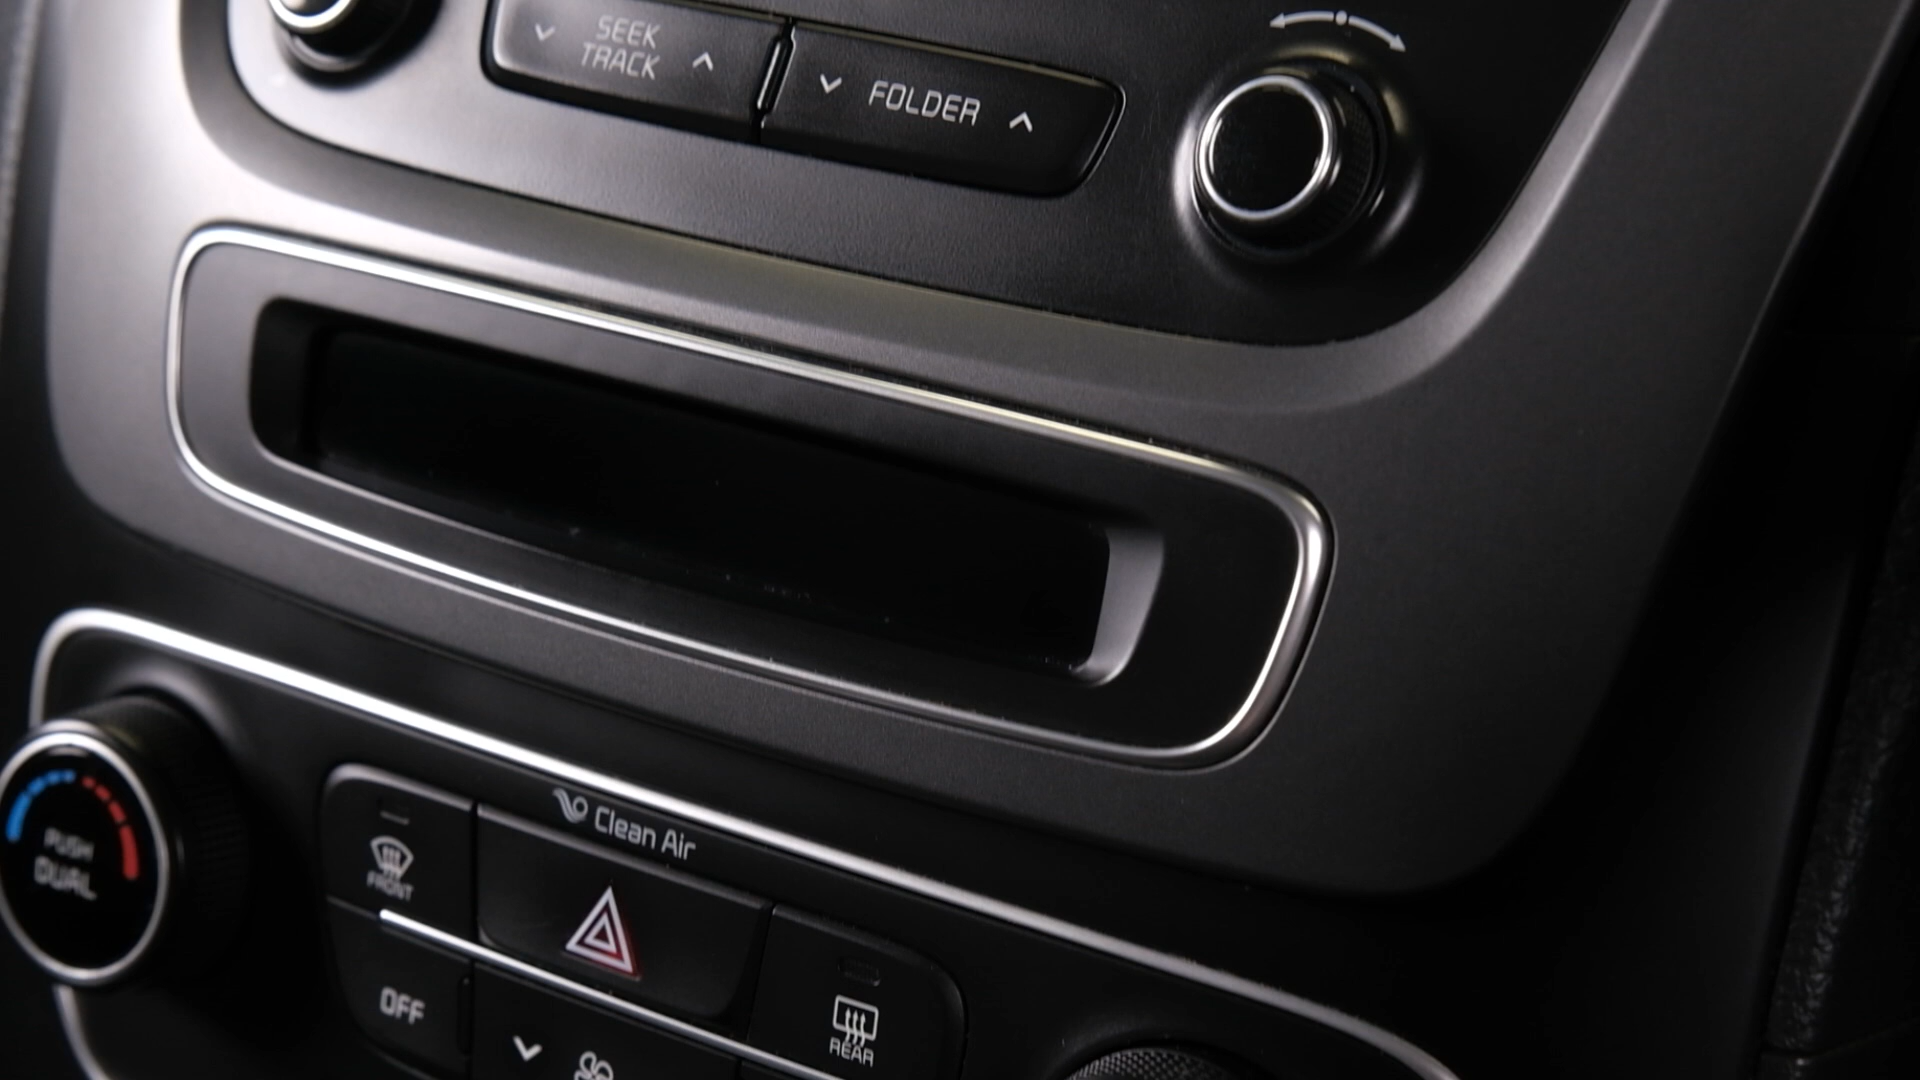 SEEK
TRACK
FOLDER
Clean Air
PUSH
DUAL
FRONT
OFF
REAR